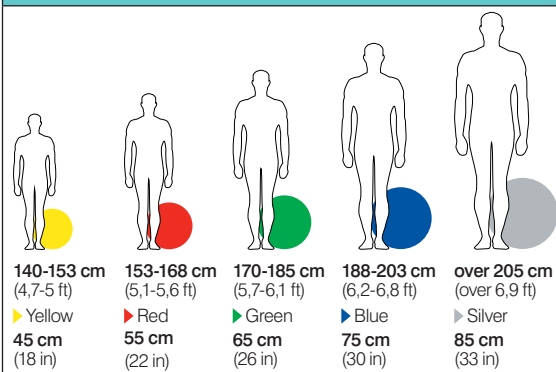 140-153 cm
(4,7-5 ft)
Yellow
45 cm
(18 in)
153-168 cm
(5,1-5,6 ft)
Red
55 cm
(22 in)
170-185 cm
(5,7-6,1 ft)
Green
65 cm
(26 in)
188-203 cm
(6,2-6,8 ft)
Blue
75 cm
(30 in)
over 205 cm
(over 6,9 ft)
Silver
85 cm
(33 in)